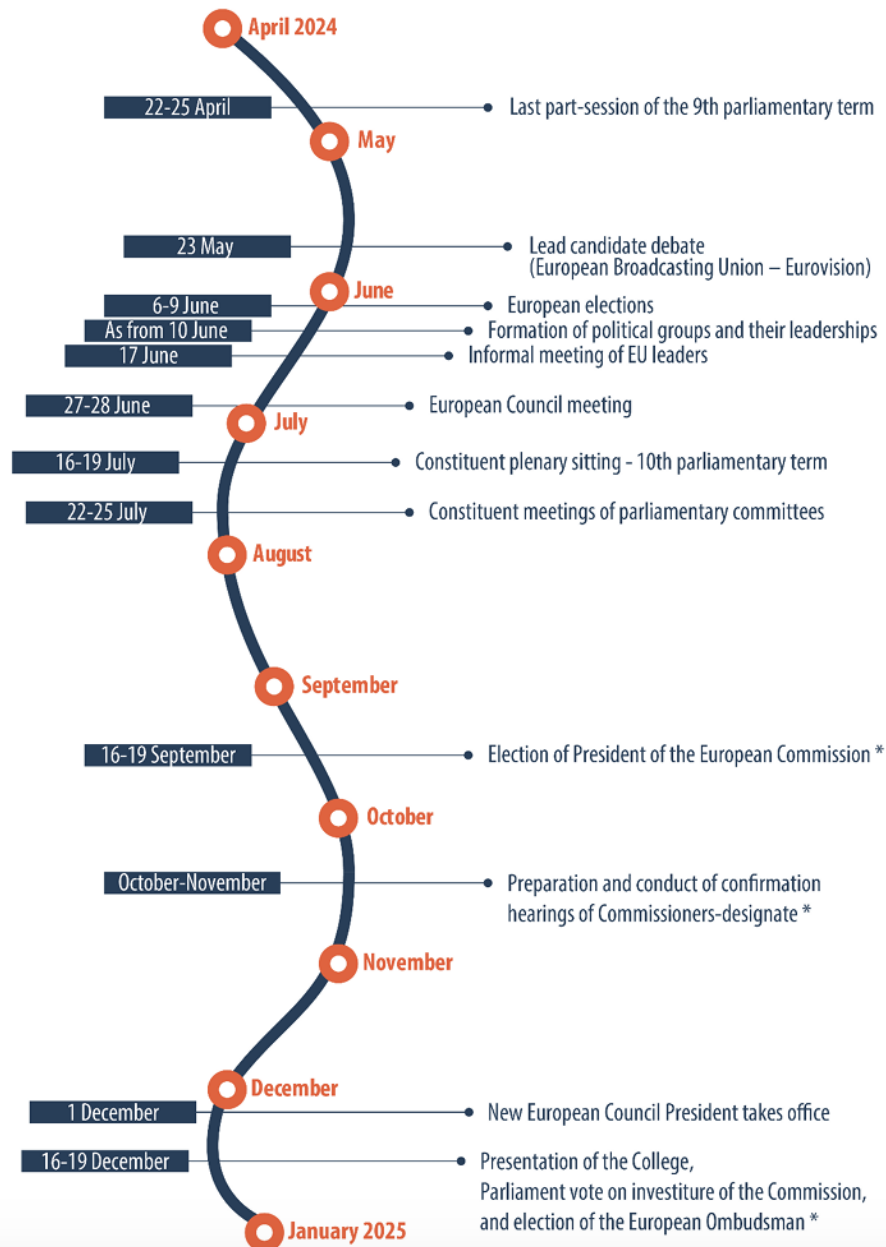 April 2024
22-25 April
Last part-session of the 9th parliamentary term
May
23 May
Lead candidate debate
(European Broadcasting Union – Eurovision)
June
6-9 June
European elections
As from 10 June
Formation of political groups and their leaderships
17 June
Informal meeting of EU leaders
27-28 June
European Council meeting
July
16-19 July
Constituent plenary sitting - 10th parliamentary term
22-25 July
Constituent meetings of parliamentary committees
August
September
16-19 September
Election of President of the European Commission *
October
October-November
Preparation and conduct of confirmation
hearings of Commissioners-designate *
November
December
1 December
New European Council President takes office
16-19 December
Presentation of the College,
Parliament vote on investiture of the Commission,
and election of the European Ombudsman *
January 2025